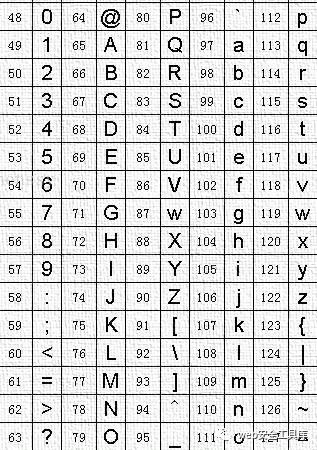 48 0 64 @ 80 P 96 ` 112 p
49 1 65 A 81 Q 97 a 113 q
50 2 66 B 82 R 98 b 114 r
51 3 67 C 83 S 99 c 115 s
52 4 68 D 84 T 100 d 116 t
53 5 69 E 85 U 101 e 117 u
54 6 70 F 86 V 102 f 118 v
55 7 71 G 87 w 103 g 119 w
56 8 72 H 88 X 104 h 120 x
57 9 73 I 89 Y 105 i 121 y
58 : 74 J 90 Z 106 j 122 z
59 ; 75 K 91 [ 107 k 123 {
60 < 76 L 92 \ 108 l 124 |
61 = 77 M 93 ] 109 m 125 }
62 > 78 N 94 ^ 110 n 126 ~
63 ? 79 O 95 _ 111 o
web安全工具库